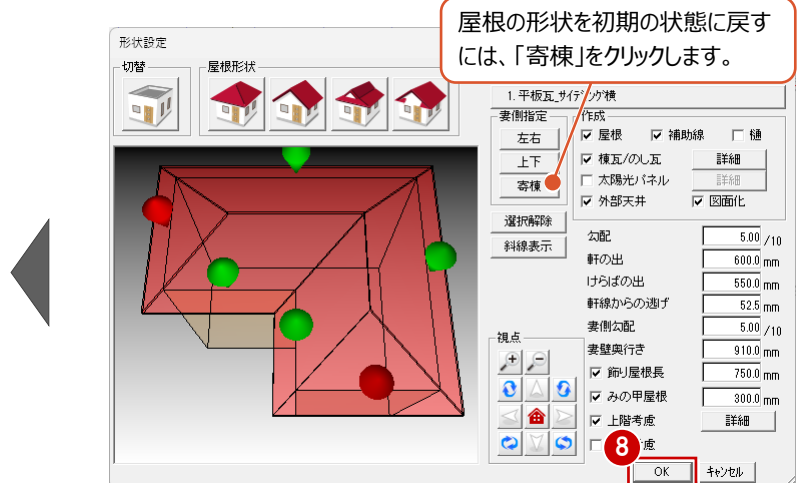 屋根の形状を初期の状態に戻す
には、「寄棟」をクリックします。
形状設定
切替
屋根形状
1. 平板瓦_サイディング横
妻側指定
左右
上下
寄棟
選択解除
斜線表示
作成
屋根 補助線 樋
棟瓦/のし瓦 詳細
太陽光パネル 詳細
外部天井 図面化
勾配 5.00 /10
軒の出 600.0 mm
けらばの出 550.0 mm
軒線からの逃げ 52.5 mm
妻側勾配 5.00 /10
妻壁奥行き 910.0 mm
飾り屋根長 750.0 mm
みの甲屋根 300.0 mm
上階考慮 詳細
慮
視点
8
OK キャンセル